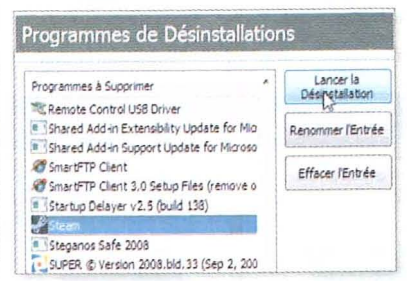 Programmes de Désinstallations
Programmes à Supprimer
Remote Control USB Driver
Shared Add-in Extensibility Update for Mio
Shared Add-in Support Update for Microso
SmartFTP Client
SmartFTP Client 3.0 Setup Files (remove o
Startup Delayer v2.5 (build 138)
Steam
Steganos Safe 2008
SUPER © Version 2008.bld.33 (Sep 2, 200
Lancer la
Désinstallation
Renommer l'Entrée
Effacer l'Entrée